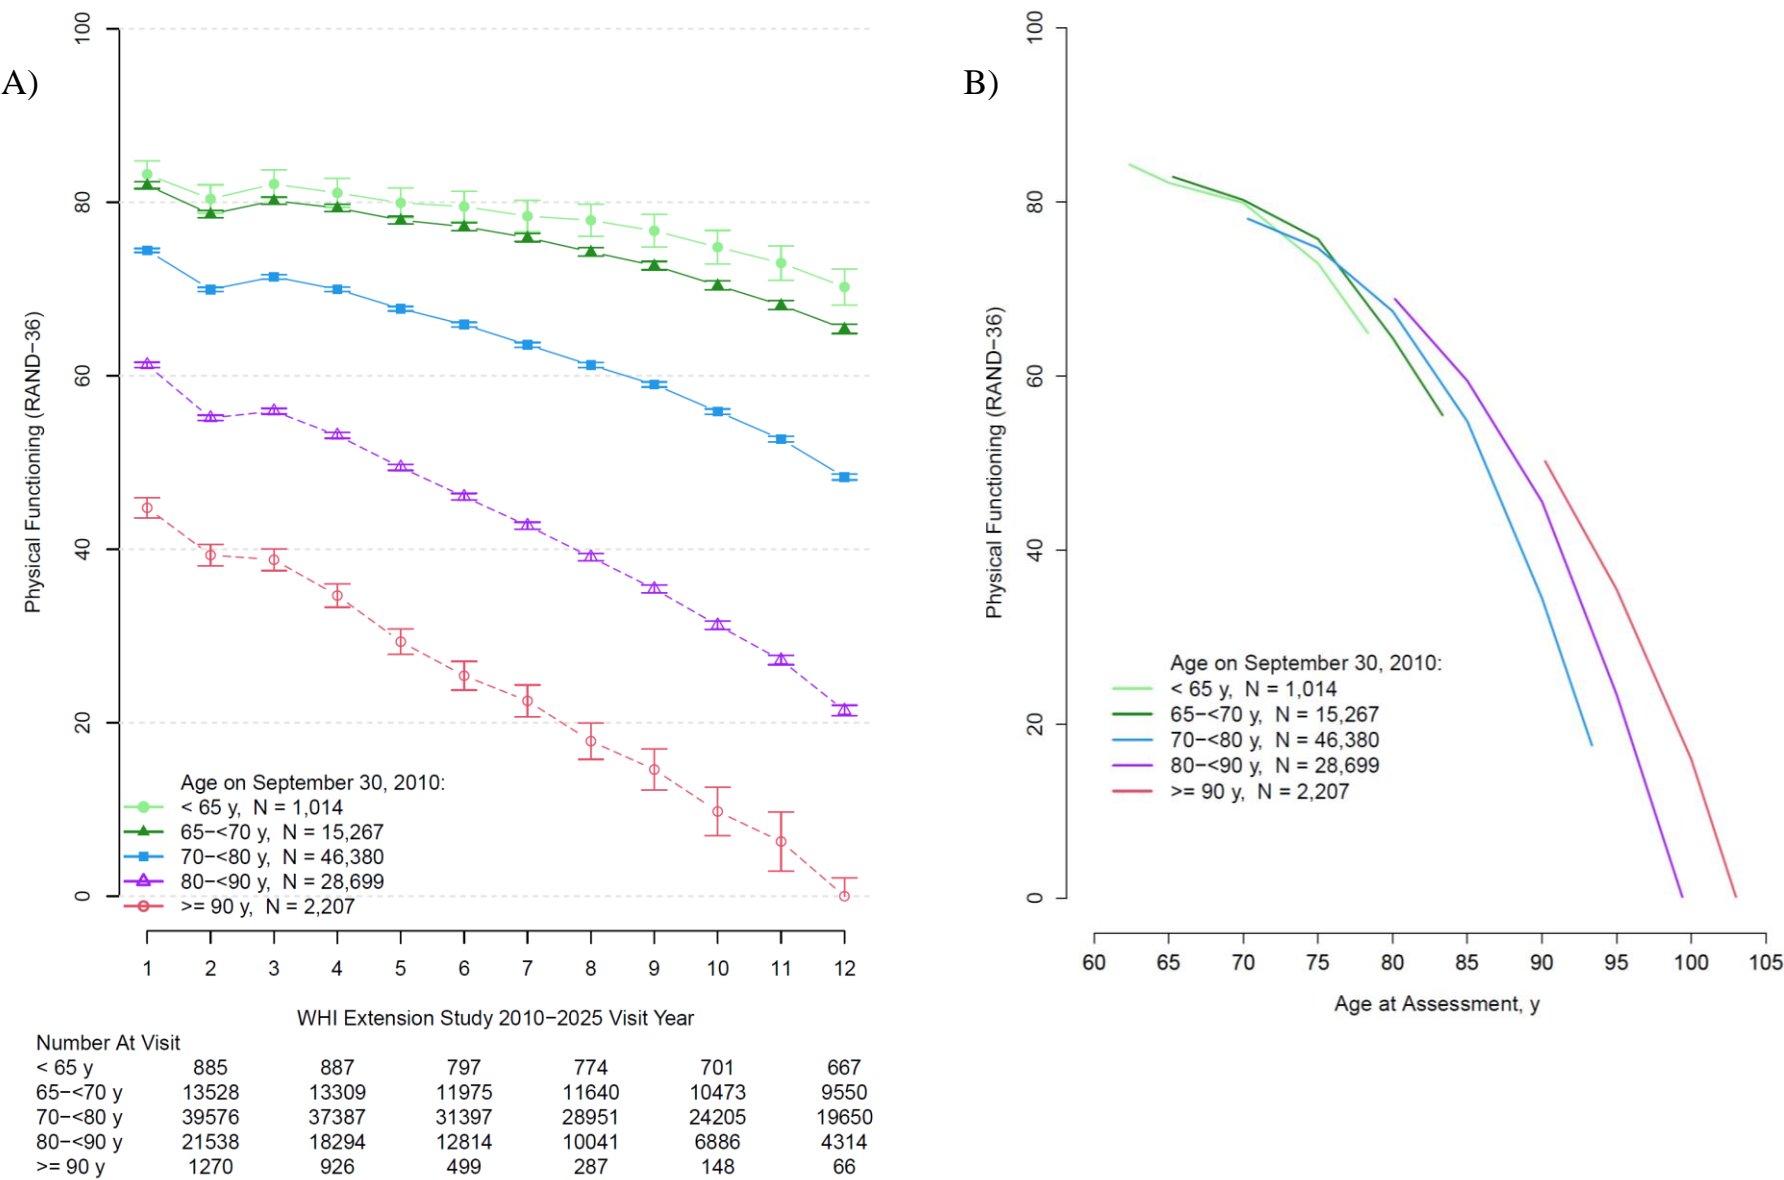 A)
100
80
60
40
20
0
Physical Functioning (RAND−36)
Age on September 30, 2010:
< 65 y, N = 1,014
65−<70 y, N = 15,267
70−<80 y, N = 46,380
80−<90 y, N = 28,699
>= 90 y, N = 2,207
1 2 3 4 5 6 7 8 9 10 11 12
WHI Extension Study 2010−2025 Visit Year
Number At Visit
< 65 y 885 887 797 774 701 667
65−<70 y 13528 13309 11975 11640 10473 9550
70−<80 y 39576 37387 31397 28951 24205 19650
80−<90 y 21538 18294 12814 10041 6886 4314
>= 90 y 1270 926 499 287 148 66
B)
100
80
60
40
20
0
Physical Functioning (RAND−36)
Age on September 30, 2010:
< 65 y, N = 1,014
65−<70 y, N = 15,267
70−<80 y, N = 46,380
80−<90 y, N = 28,699
>= 90 y, N = 2,207
60 65 70 75 80 85 90 95 100 105
Age at Assessment, y